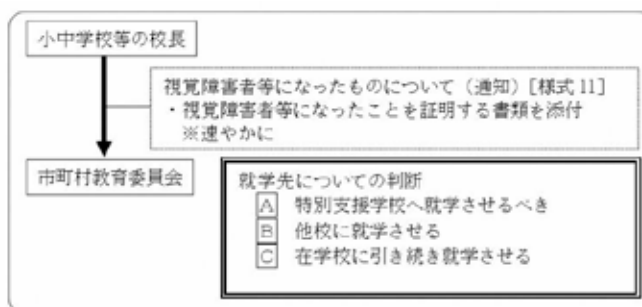 小中学校等の校長
視覚障害者等になったものについて（通知）［様式 11］
・視覚障害者等になったことを証明する書類を添付
※速やかに
市町村教育委員会
就学先についての判断
A 特別支援学校へ就学させるべき
B 他校に就学させる
C 在学校に引き続き就学させる